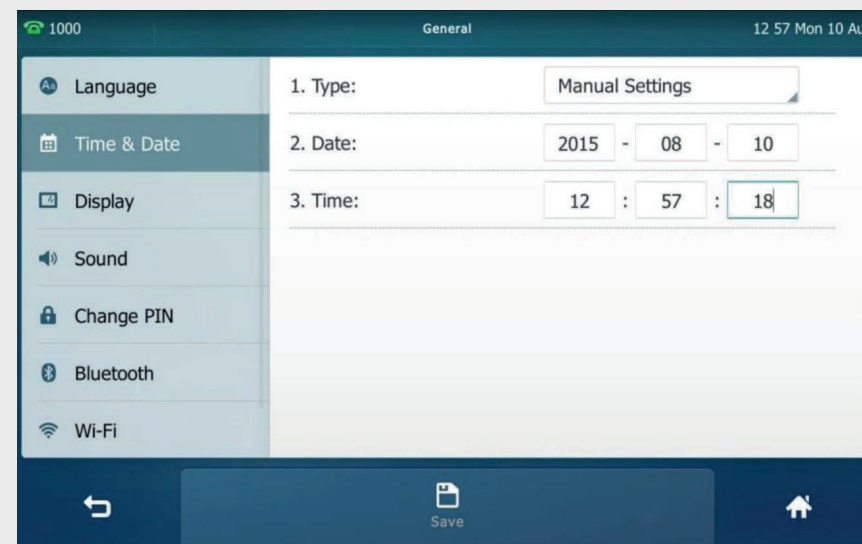 1000 General 12 57 Mon 10 Au
Language
Time & Date
Display
Sound
Change PIN
Bluetooth
Wi-Fi
1. Type: Manual Settings
2. Date: 2015 - 08 - 10
3. Time: 12 : 57 : 18
Save